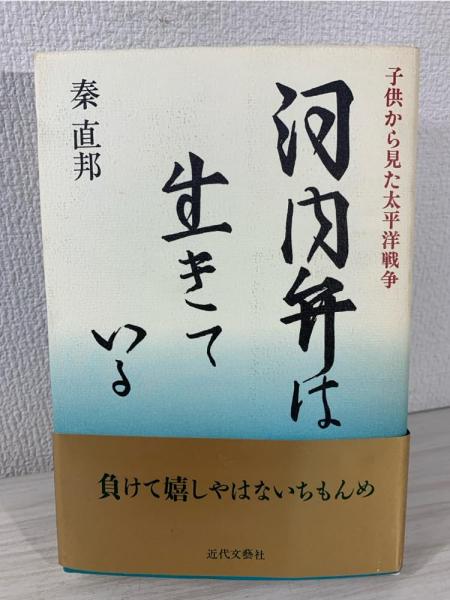 子供から見た太平洋戦争
河内弁は
生きて
いる
秦直邦
負けて嬉しやはないちもんめ
近代文藝社